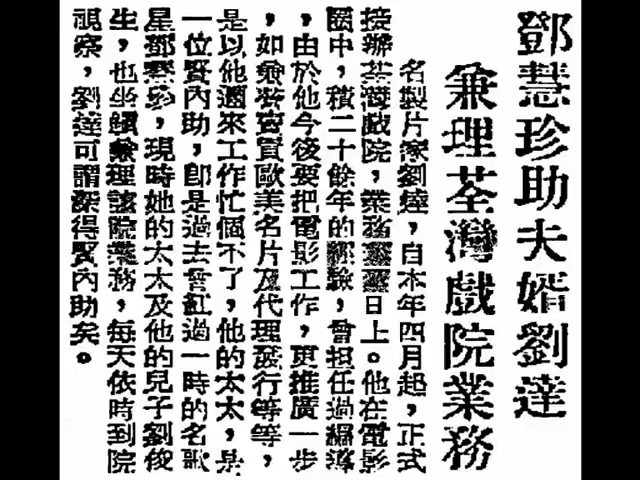 鄧慧珍助夫婿劉達
兼理荃灣戲院業務
名製片家劉達，自本年四月起，正式
接辦荃灣戲院，業務日上。他在電影
圈中，積二十餘年的經驗，曾担任過編導
，由於他今後要把電影工作，更推廣一步
，如兼營買賣歐美名片及代理發行等等，
是以他邇來工作忙個不了，他的太太，是
一位賢內助，卽是過去曾紅過一時的名歌
星鄧慧珍，現時她的太太及他的兒子劉俊
生，也坐鎮兼理該院業務，每天依時到院
視察，劉達可謂深得賢內助矣。